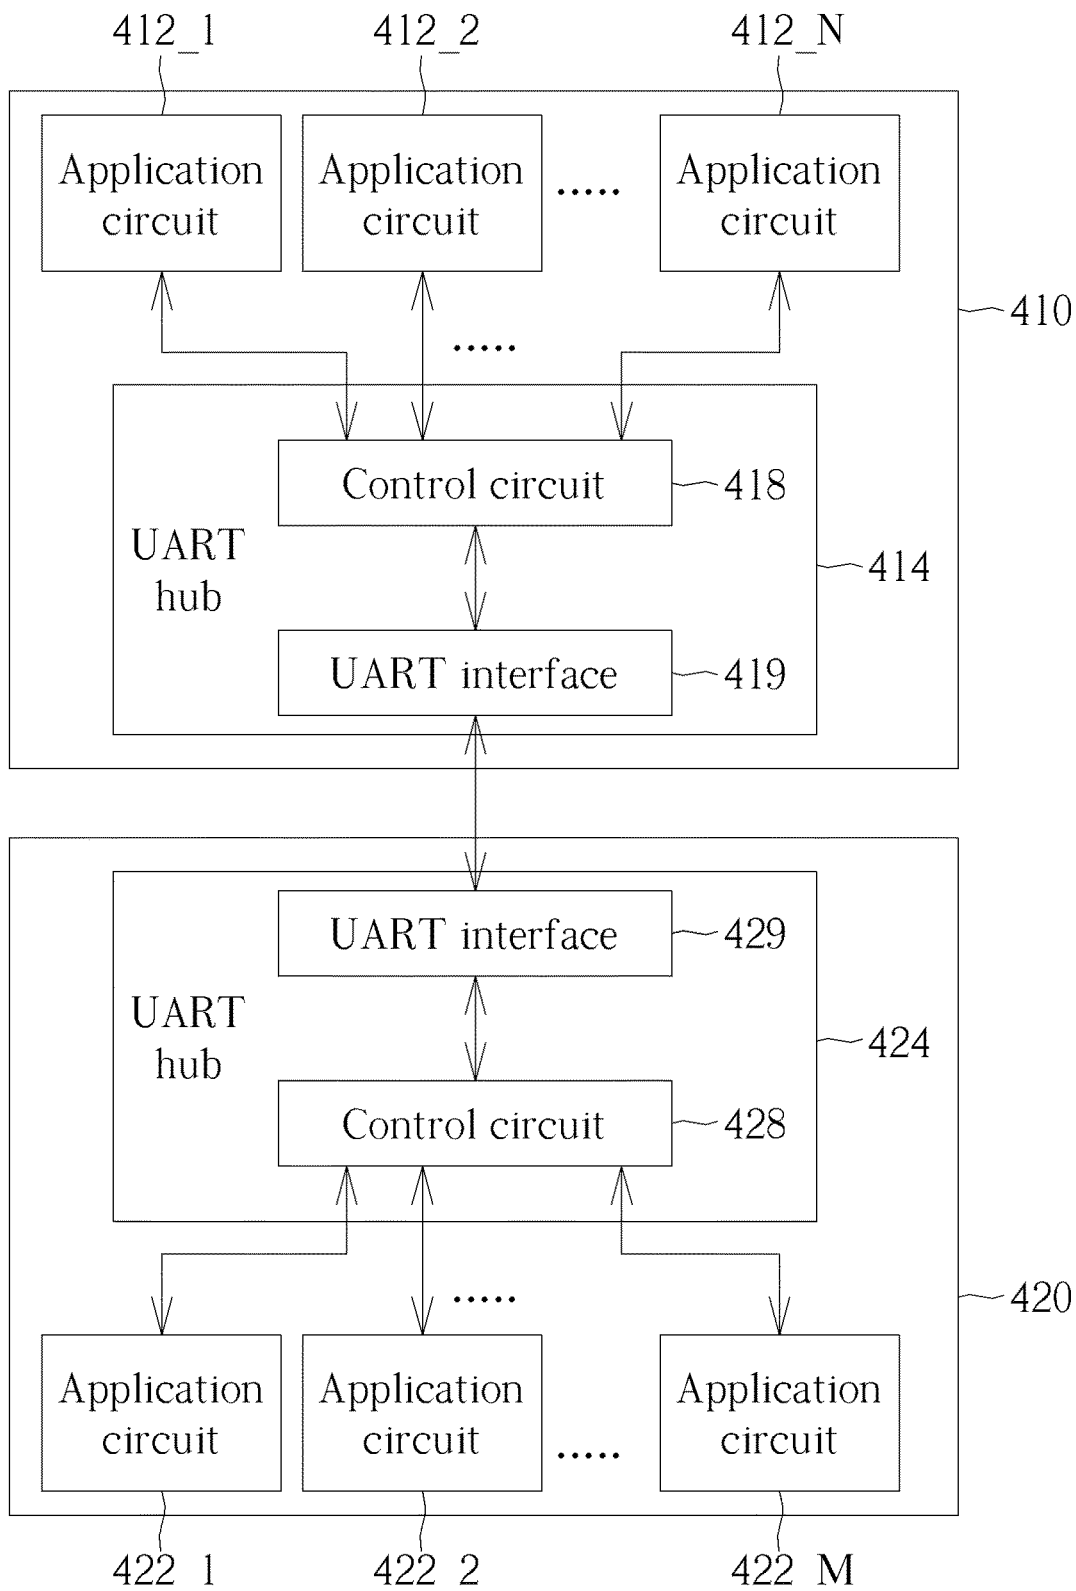 412_1
412_2
412_N
Application
circuit
Application
circuit
.....
Application
circuit
410
.....
Control circuit
418
UART
hub
414
UART interface
419
UART interface
429
UART
hub
424
Control circuit
428
.....
420
Application
circuit
Application
circuit
.....
Application
circuit
422_1
422_2
422_M